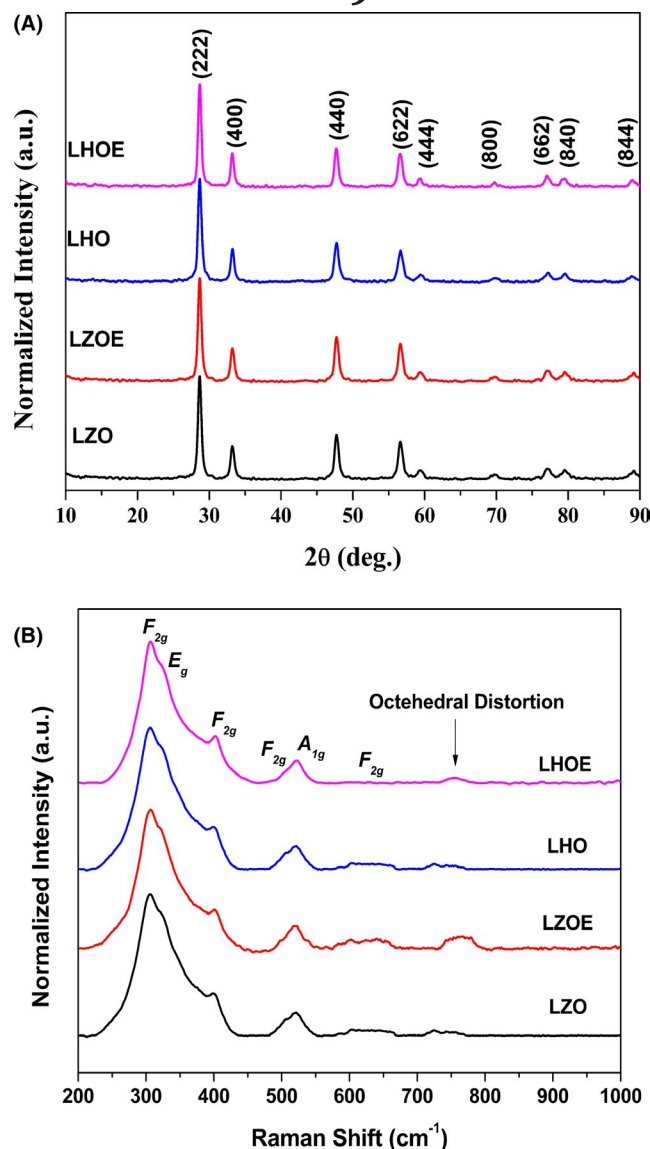 (A)
(222)
(400)
(440)
(622)
(444)
(800)
(662)
(840)
(844)
LHOE
LHO
LZOE
LZO
Normalized Intensity (a.u.)
10 20 30 40 50 60 70 80 90
2θ (deg.)
(B)
F2g
Eg
F2g
F2g
A1g
F2g
Octehedral Distortion
LHOE
LHO
LZOE
LZO
Normalized Intensity (a.u.)
200 300 400 500 600 700 800 900 1000
Raman Shift (cm-1)